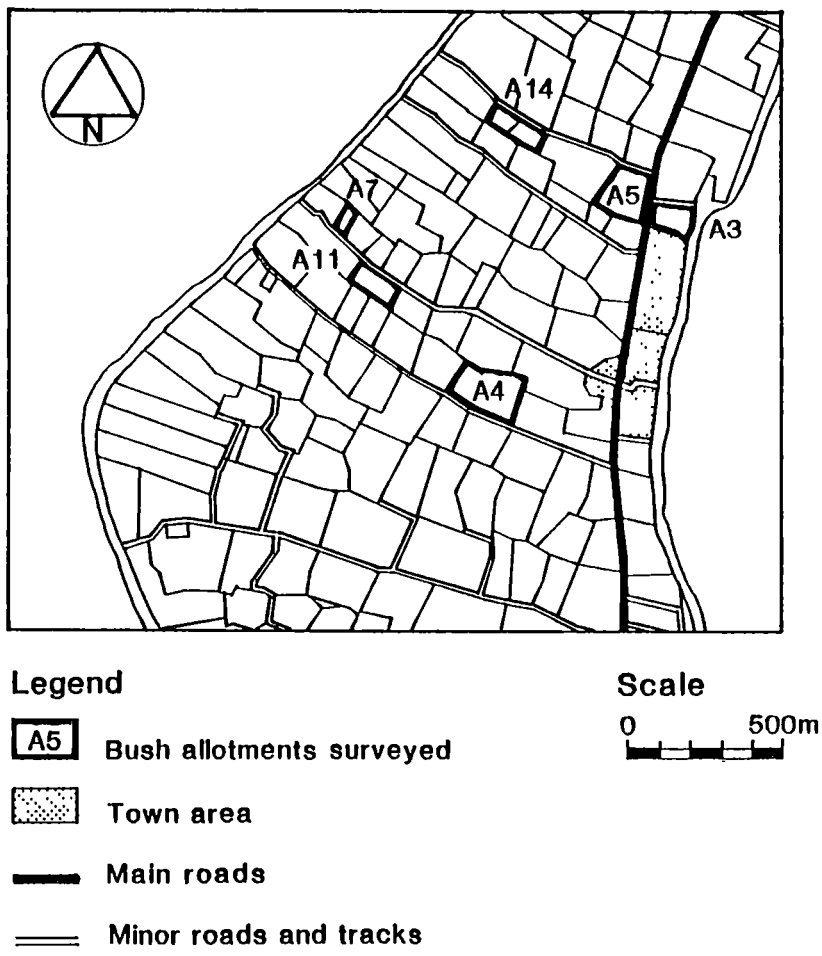 N
A14
A5
A3
A7
A11
A4
Legend
A5 Bush allotments surveyed
Town area
Main roads
Minor roads and tracks
Scale
0 500m